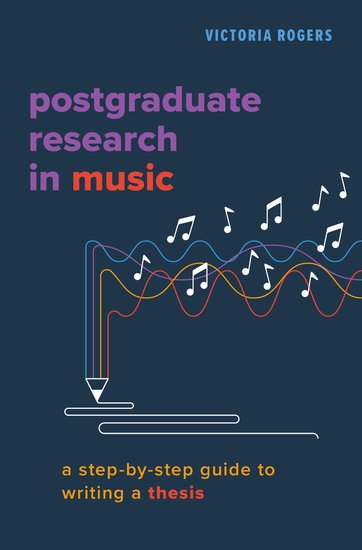 VICTORIA ROGERS
postgraduate
research
in music
a step-by-step guide to
writing a thesis